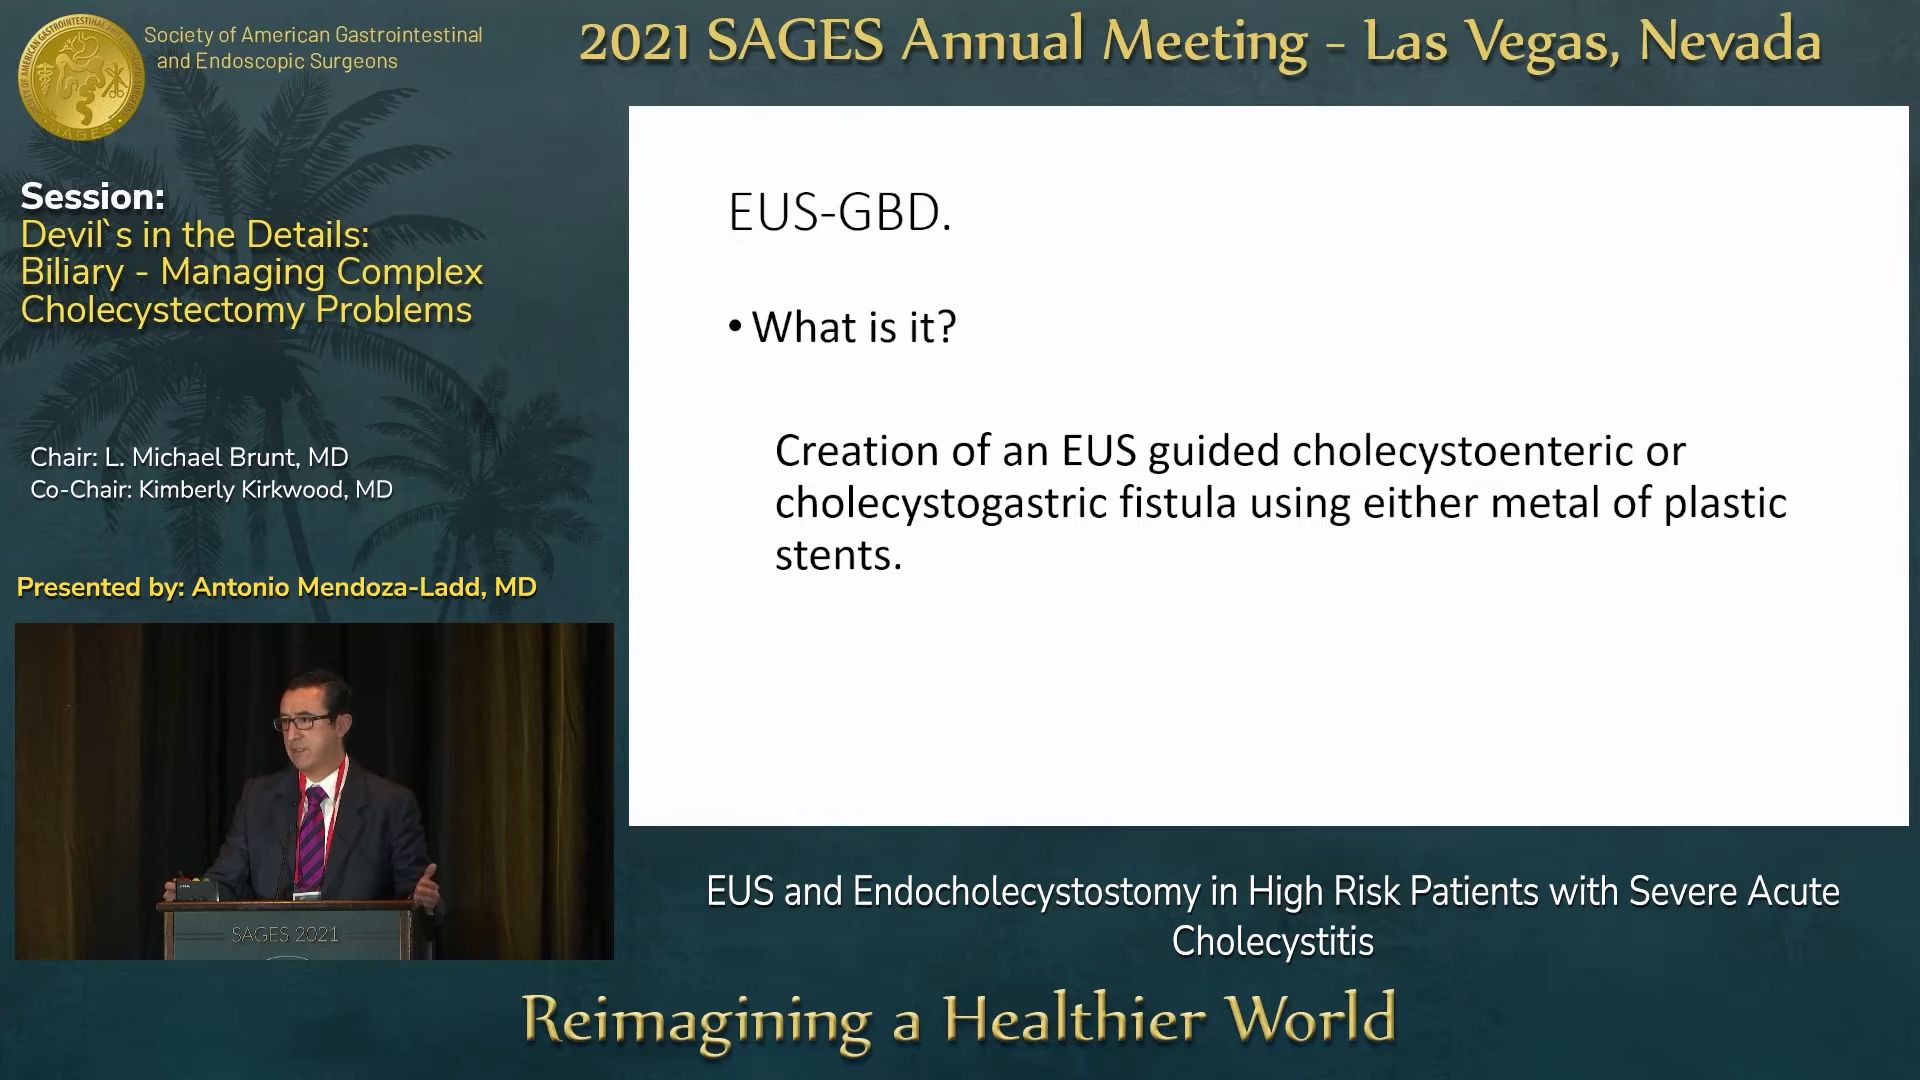 Society of American Gastrointestinal
and Endoscopic Surgeons
2021 SAGES Annual Meeting - Las Vegas, Nevada
SAGES
Session:
Devil`s in the Details:
Biliary - Managing Complex
Cholecystectomy Problems
Chair: L. Michael Brunt, MD
Co-Chair: Kimberly Kirkwood, MD
Presented by: Antonio Mendoza-Ladd, MD
SAGES 2021
EUS-GBD.
• What is it?
Creation of an EUS guided cholecystoenteric or
cholecystogastric fistula using either metal of plastic
stents.
EUS and Endocholecystostomy in High Risk Patients with Severe Acute
Cholecystitis
Reimagining a Healthier World